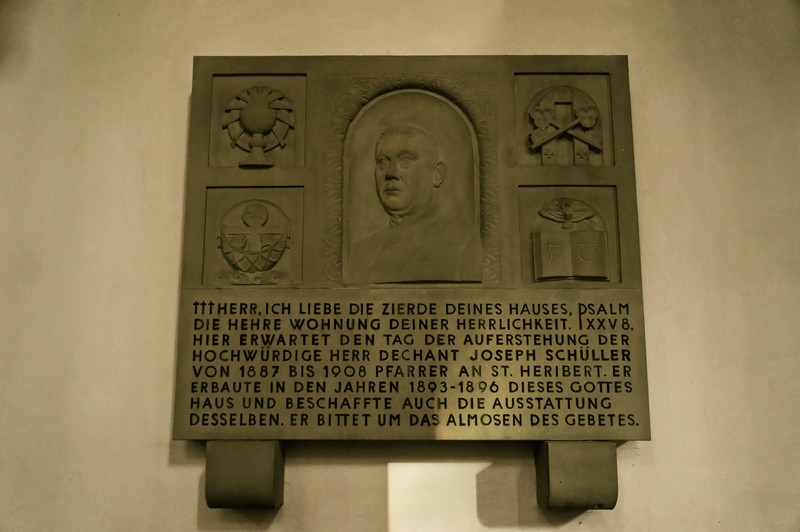 †††HERR, ICH LIEBE DIE ZIERDE DEINES HAUSES, PSALM
DIE HEHRE WOHNUNG DEINER HERRLICHKEIT. XXV 8.
HIER ERWARTET DEN TAG DER AUFERSTEHUNG DER
HOCHWÜRDIGE HERR DECHANT JOSEPH SCHÜLLER
VON 1887 BIS 1908 PFARRER AN ST. HERIBERT. ER
ERBAUTE IN DEN JAHREN 1893-1896 DIESES GOTTES
HAUS UND BESCHAFFTE AUCH DIE AUSSTATTUNG
DESSELBEN. ER BITTET UM DAS ALMOSEN DES GEBETES.